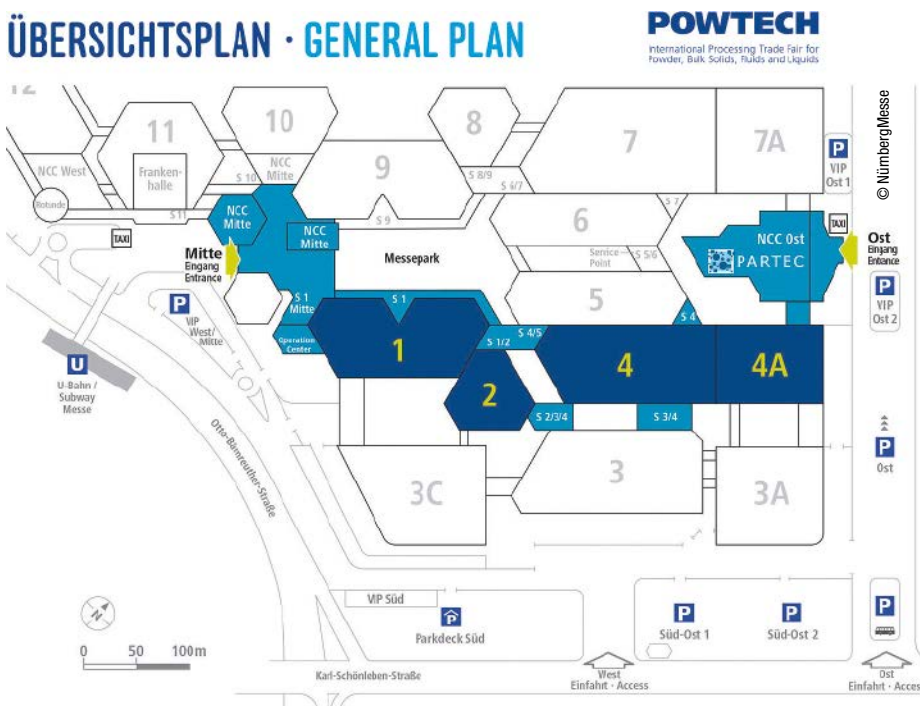 ÜBERSICHTSPLAN · GENERAL PLAN
POWTECH
International Processing Trade Fair for
Powder, Bulk Solids, Fluids and Liquids
© NürnbergMesse
12
11
10
8
7
7A
9
NCC West
Franken-
halle
NCC
Mitte
S 10
S 8/9
S 6/7
P
VIP
Ost 1
Rotunde
S 11
NCC
Mitte
NCC
Mitte
S 9
6
S 7
TAXI
TAXI
NCC Ost
PARTEC
Ost
Eingang
Entrance
Mitte
Eingang
Entrance
Messepark
Service
Point
S 5/6
P
VIP
Ost 2
P
VIP
West/
Mitte
S 1
Mitte
S 1
5
S 4
Operation
Center
1
S 1/2
S 4/5
4
4A
2
U
U-Bahn /
Subway
Messe
S 2/3/4
S 3/4
P
Ost
Otto-Bärnreuther-Straße
3C
3
3A
N
0 50 100m
VIP Süd
P
Parkdeck Süd
P
Süd-Ost 1
P
Süd-Ost 2
P
Karl-Schönleben-Straße
West
Einfahrt · Access
Ost
Einfahrt · Access